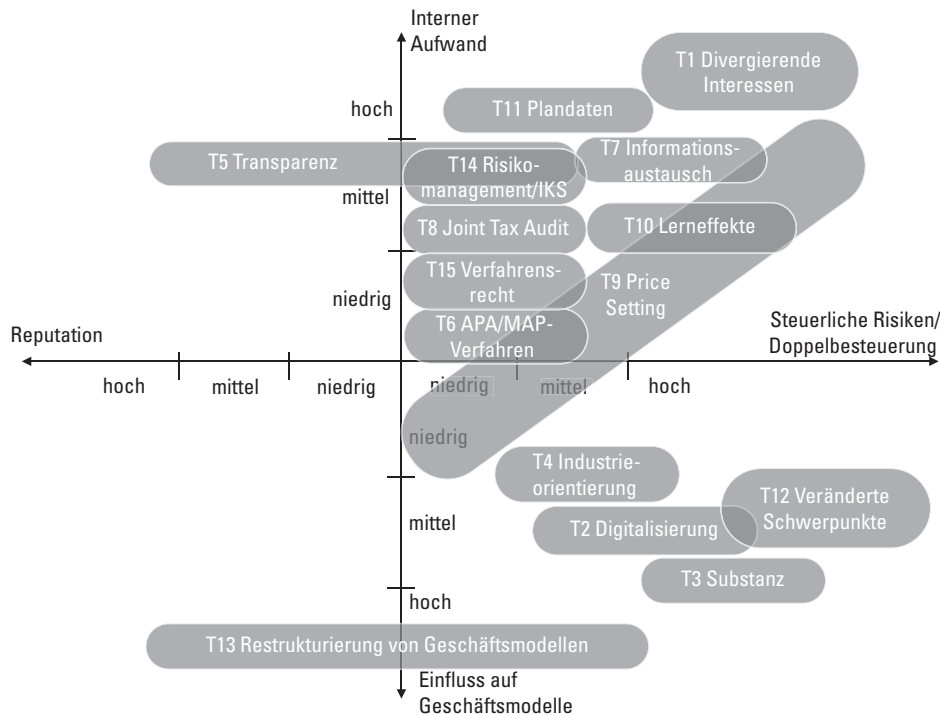 Interner
Aufwand
T1 Divergierende
Interessen
hoch
T11 Plandaten
T5 Transparenz
T14 Risiko-
management/IKS
T7 Informations-
austausch
mittel
T8 Joint Tax Audit
T10 Lerneffekte
T15 Verfahrens-
recht
T9 Price
Setting
niedrig
T6 APA/MAP-
Verfahren
Reputation
Steuerliche Risiken/
Doppelbesteuerung
hoch mittel niedrig niedrig mittel hoch
niedrig
T4 Industrie-
orientierung
T12 Veränderte
Schwerpunkte
mittel
T2 Digitalisierung
T3 Substanz
hoch
T13 Restrukturierung von Geschäftsmodellen
Einfluss auf
Geschäftsmodelle